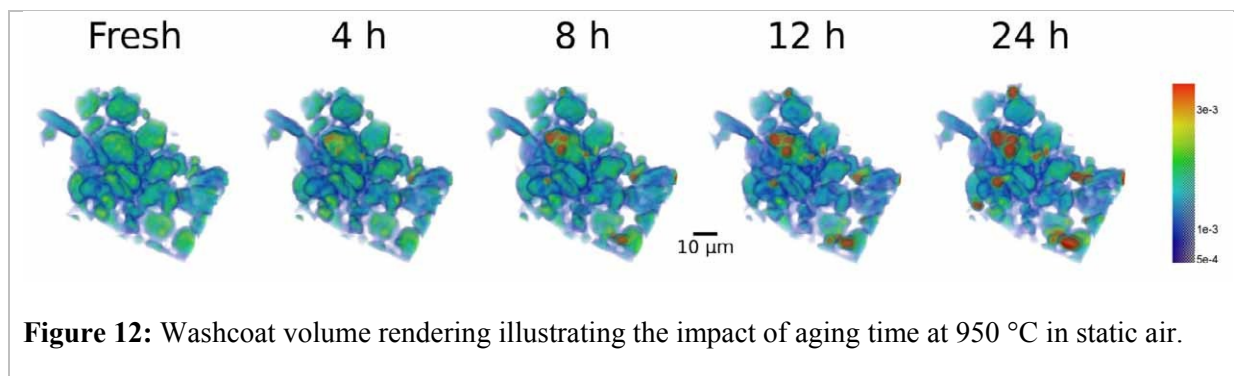 Fresh 4 h 8 h 12 h 24 h
3e-3
1e-3
5e-4
10 µm
Figure 12: Washcoat volume rendering illustrating the impact of aging time at 950 °C in static air.